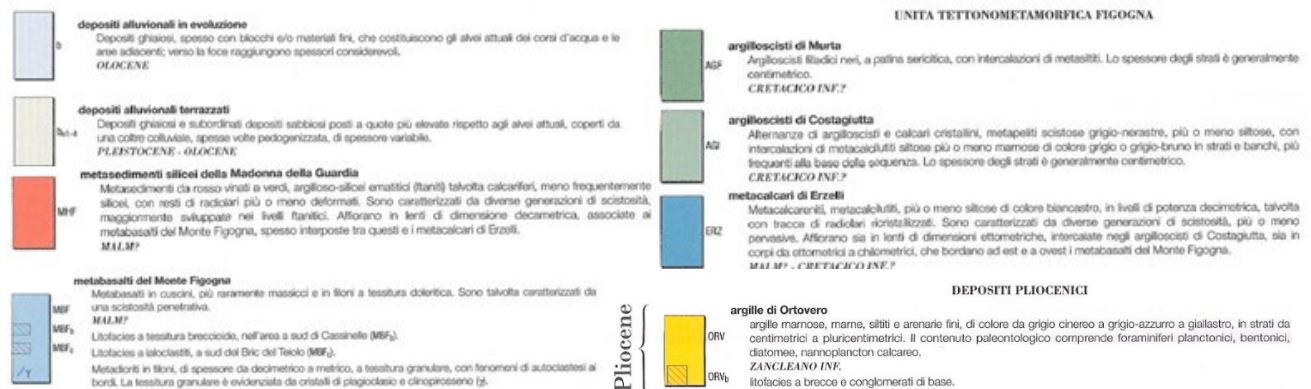 depositi alluvionali in evoluzione
Depositi ghiaiosi, spesso con blocchi e/o materiali fini, che costituiscono gli alvei attuali dei corsi d'acqua e le
aree adiacenti; verso la foce raggiungono spessori considerevoli.
OLOCENE
b
depositi alluvionali terrazzati
Depositi ghiaiosi e subordinati depositi sabbiosi posti a quote più elevate rispetto agli alvei attuali, coperti da
una coltre colluviale, spesse volte pedogenizzata, di spessore variabile.
PLEISTOCENE - OLOCENE
metasedimenti silicei della Madonna della Guardia
Metasedimenti da rosso vinati a verdi, argilloso-silicei ematitici (ftaniti) talvolta calcariferi, meno frequentemente
silicei, con resti di radiolari più o meno deformati. Sono caratterizzati da diverse generazioni di scistosità,
maggiormente sviluppate nei livelli ftanitici. Affiorano in lenti di dimensione decametrica, associate ai
metabasalti del Monte Figogna, spesso interposte tra questi e i metacalcari di Erzelli.
MALM?
MHF
metabasalti del Monte Figogna
Metabasalti in cuscini, più raramente massicci e in filoni a tessitura doleritica. Sono talvolta caratterizzati da
una scistosità penetrativa.
MALM?
MBF
MBFb
Litofacies a tessitura breccioide, nell'area a sud di Cassinelle (MBFb).
MBFc
Litofacies a ialoclastiti, a sud del Bric del Teiolo (MBFc).
Metadioriti in filoni, di spessore da decimetrico a metrico, a tessitura granulare, con fenomeni di autoclastesi ai
bordi. La tessitura granulare è evidenziata da cristalli di plagioclasio e clinopirosseno (γ).
γ
UNITA TETTONOMETAMORFICA FIGOGNA
argilloscisti di Murta
AGF
Argilloscisti filladici neri, a patina sericitica, con intercalazioni di metasiltiti. Lo spessore degli strati è generalmente
centimetrico.
CRETACICO INF.?
argilloscisti di Costagiutta
Alternanze di argilloscisti e calcari cristallini, metapeliti scistose grigio-nerastre, più o meno siltose, con
AGI
intercalazioni di metacalcilutiti siltose più o meno marnose di colore grigio o grigio-bruno in strati e banchi, più
frequenti alla base della sequenza. Lo spessore degli strati è generalmente centimetrico.
CRETACICO INF.?
metacalcari di Erzelli
Metacalcareniti, metacalcilutiti, più o meno siltose di colore biancastro, in livelli di potenza decimetrica, talvolta
con tracce di radiolari ricristallizzati. Sono caratterizzati da diverse generazioni di scistosità, più o meno
ERZ
pervasive. Affiorano sia in lenti di dimensioni ettometriche, intercalate negli argilloscisti di Costagiutta, sia in
corpi da ettometrici a chilometrici, che bordano ad est e a ovest i metabasalti del Monte Figogna.
MALM? - CRETACICO INF.?
DEPOSITI PLIOCENICI
Pliocene
argille di Ortovero
argille marnose, marne, siltiti e arenarie fini, di colore da grigio cinereo a grigio-azzurro a giallastro, in strati da
ORV
centimetrici a pluricentimetrici. Il contenuto paleontologico comprende foraminiferi planctonici, bentonici,
diatomee, nannoplancton calcareo.
ZANCLEANO INF.
ORVb
litofacies a brecce e conglomerati di base.